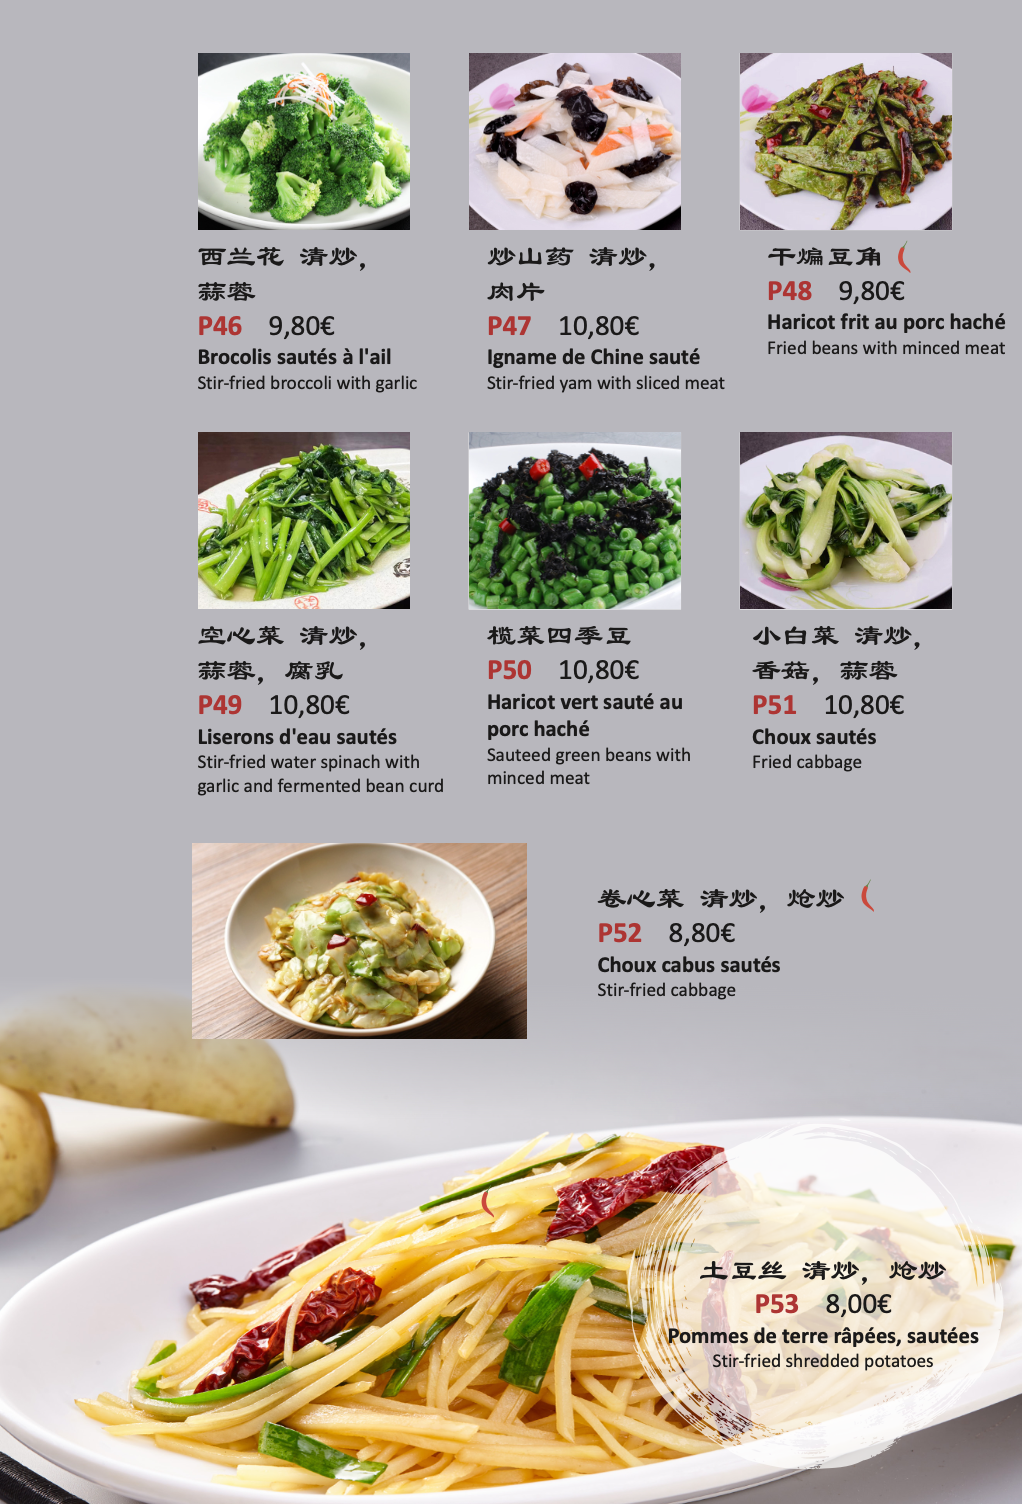 西兰花 清炒，
蒜蓉
P46 9,80€
Brocolis sautés à l'ail
Stir-fried broccoli with garlic
炒山药 清炒，
肉片
P47 10,80€
Igname de Chine sauté
Stir-fried yam with sliced meat
干煸豆角
P48 9,80€
Haricot frit au porc haché
Fried beans with minced meat
空心菜 清炒，
蒜蓉，腐乳
P49 10,80€
Liserons d'eau sautés
Stir-fried water spinach with
garlic and fermented bean curd
榄菜四季豆
P50 10,80€
Haricot vert sauté au
porc haché
Sauteed green beans with
minced meat
小白菜 清炒，
香菇，蒜蓉
P51 10,80€
Choux sautés
Fried cabbage
卷心菜 清炒，炝炒
P52 8,80€
Choux cabus sautés
Stir-fried cabbage
土豆丝 清炒，炝炒
P53 8,00€
Pommes de terre râpées, sautées
Stir-fried shredded potatoes